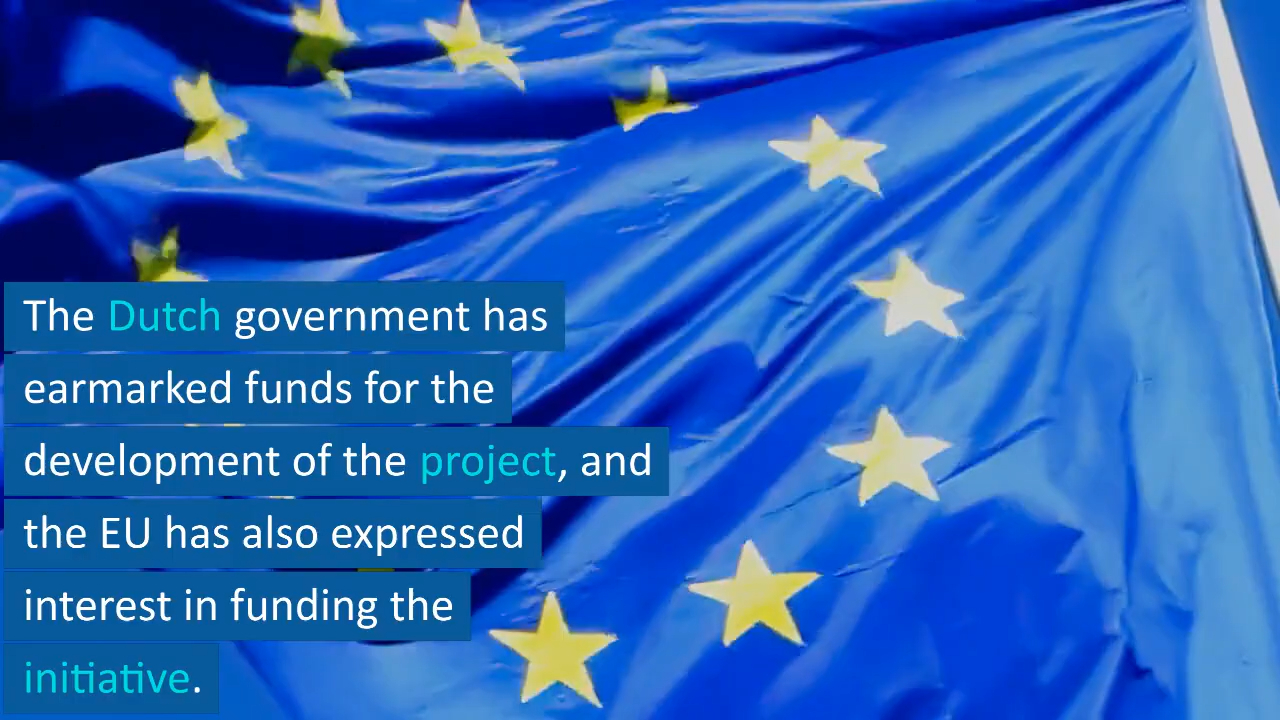 The Dutch government has
earmarked funds for the
development of the project, and
the EU has also expressed
interest in funding the
initiative.